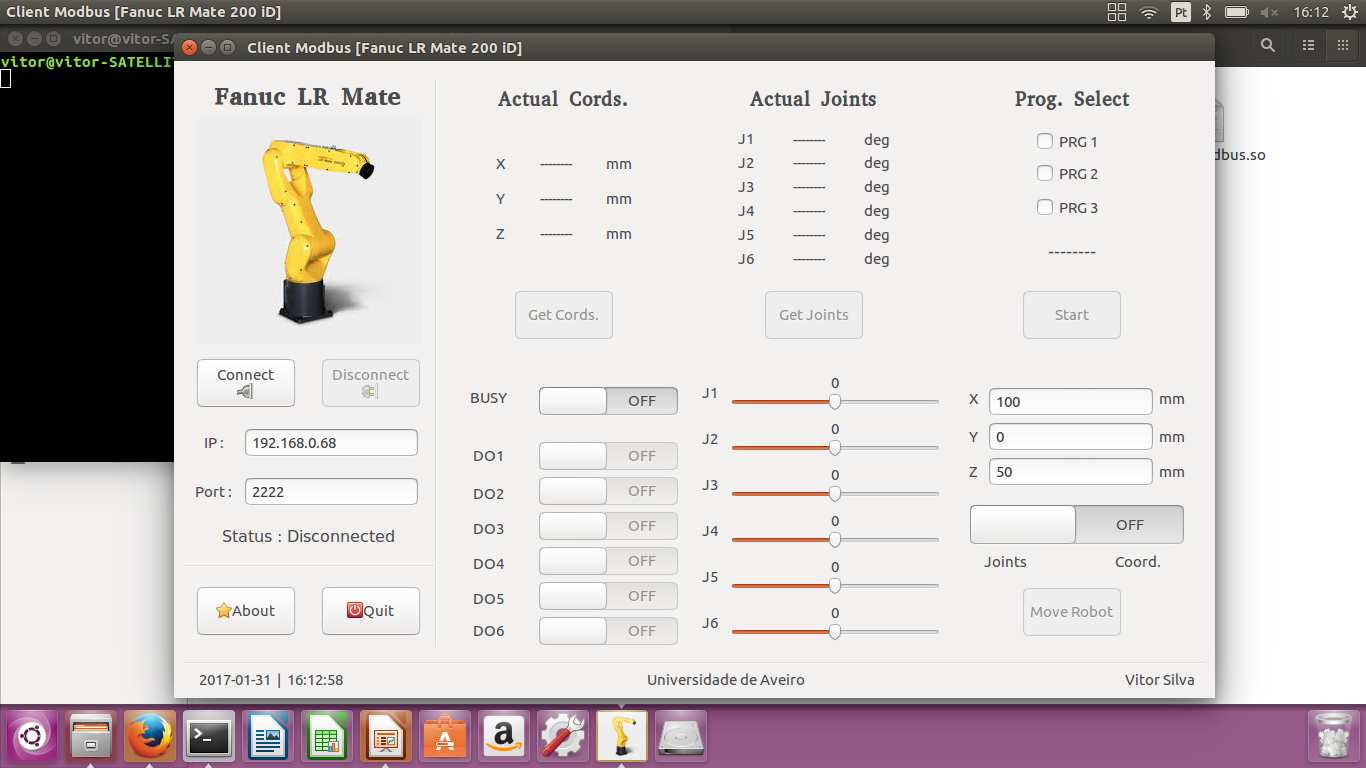 Client Modbus [Fanuc LR Mate 200 iD]
Pt
16:12
vitor@vitor-SA
vitor@vitor-SATELLI
Client Modbus [Fanuc LR Mate 200 iD]
dbus.so
Fanuc LR Mate
Connect
Disconnect
IP :
192.168.0.68
Port :
2222
Status : Disconnected
About
Quit
Actual Cords.
X -------- mm
Y -------- mm
Z -------- mm
Get Cords.
Actual Joints
J1 -------- deg
J2 -------- deg
J3 -------- deg
J4 -------- deg
J5 -------- deg
J6 -------- deg
Get Joints
Prog. Select
PRG 1
PRG 2
PRG 3
--------
Start
BUSY OFF
DO1 OFF
DO2 OFF
DO3 OFF
DO4 OFF
DO5 OFF
DO6 OFF
J1 0
J2 0
J3 0
J4 0
J5 0
J6 0
X 100 mm
Y 0 mm
Z 50 mm
OFF
Joints Coord.
Move Robot
2017-01-31 | 16:12:58
Universidade de Aveiro
Vitor Silva